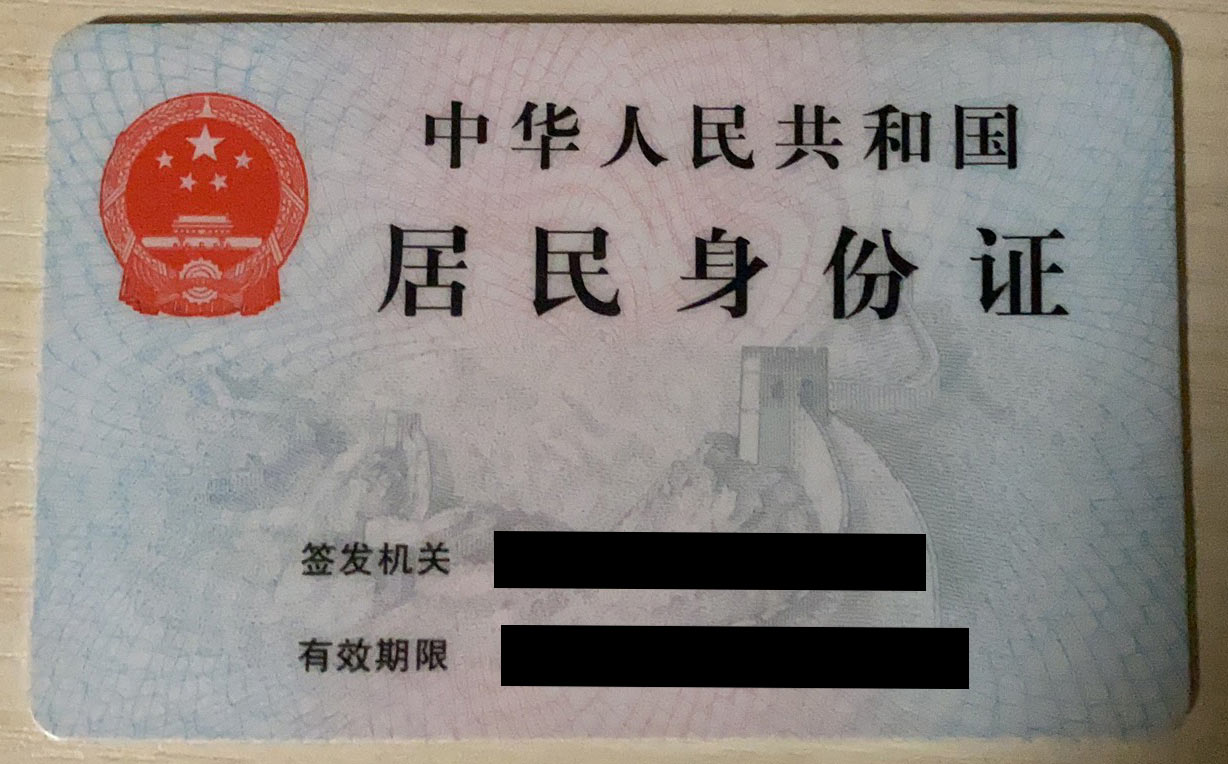 中华人民共和国
居民身份证
签发机关
有效期限